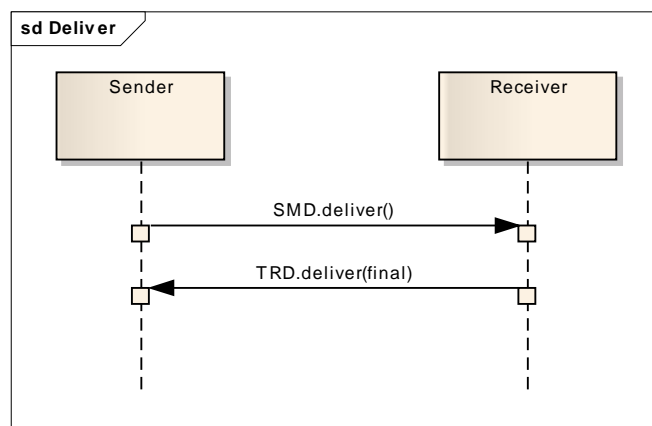 sd Deliver
Sender
Receiver
SMD.deliver()
TRD.deliver(final)